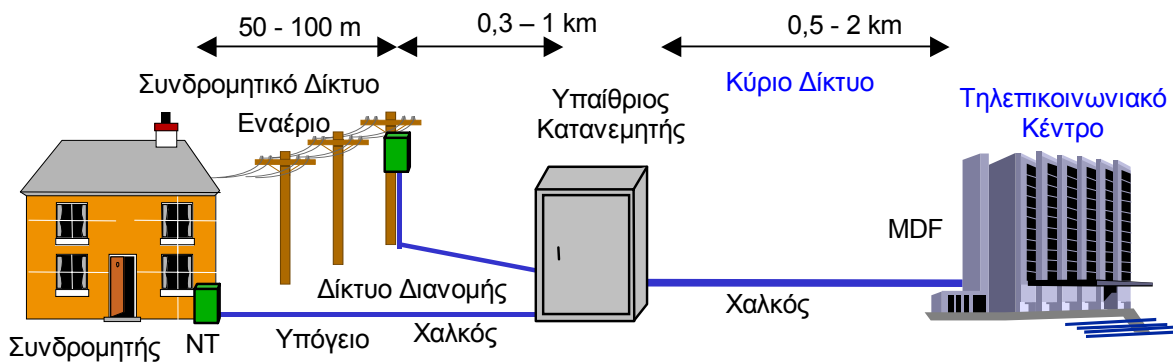 50 - 100 m
0,3 – 1 km
0,5 - 2 km
Συνδρομητικό Δίκτυο
Εναέριο
Υπαίθριος
Κατανεμητής
Κύριο Δίκτυο
Τηλεπικοινωνιακό
Κέντρο
MDF
Δίκτυο Διανομής
Χαλκός
Συνδρομητής
NT
Υπόγειο
Χαλκός